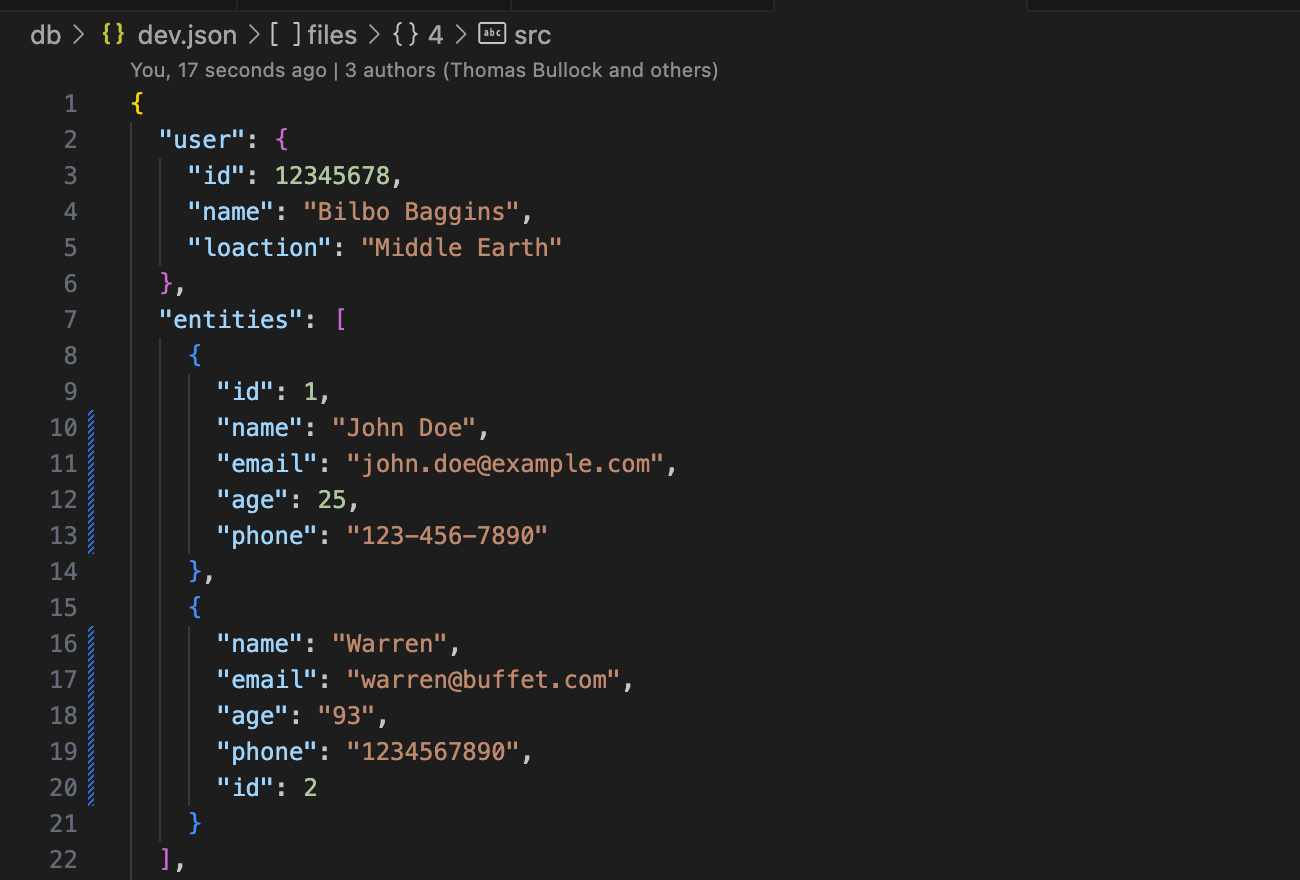 db > {} dev.json > [ ] files > {} 4 > abc src
You, 17 seconds ago | 3 authors (Thomas Bullock and others)
1 {
2   "user": {
3     "id": 12345678,
4     "name": "Bilbo Baggins",
5     "loaction": "Middle Earth"
6   },
7   "entities": [
8     {
9       "id": 1,
10       "name": "John Doe",
11       "email": "john.doe@example.com",
12       "age": 25,
13       "phone": "123-456-7890"
14     },
15     {
16       "name": "Warren",
17       "email": "warren@buffet.com",
18       "age": "93",
19       "phone": "1234567890",
20       "id": 2
21     }
22   ],